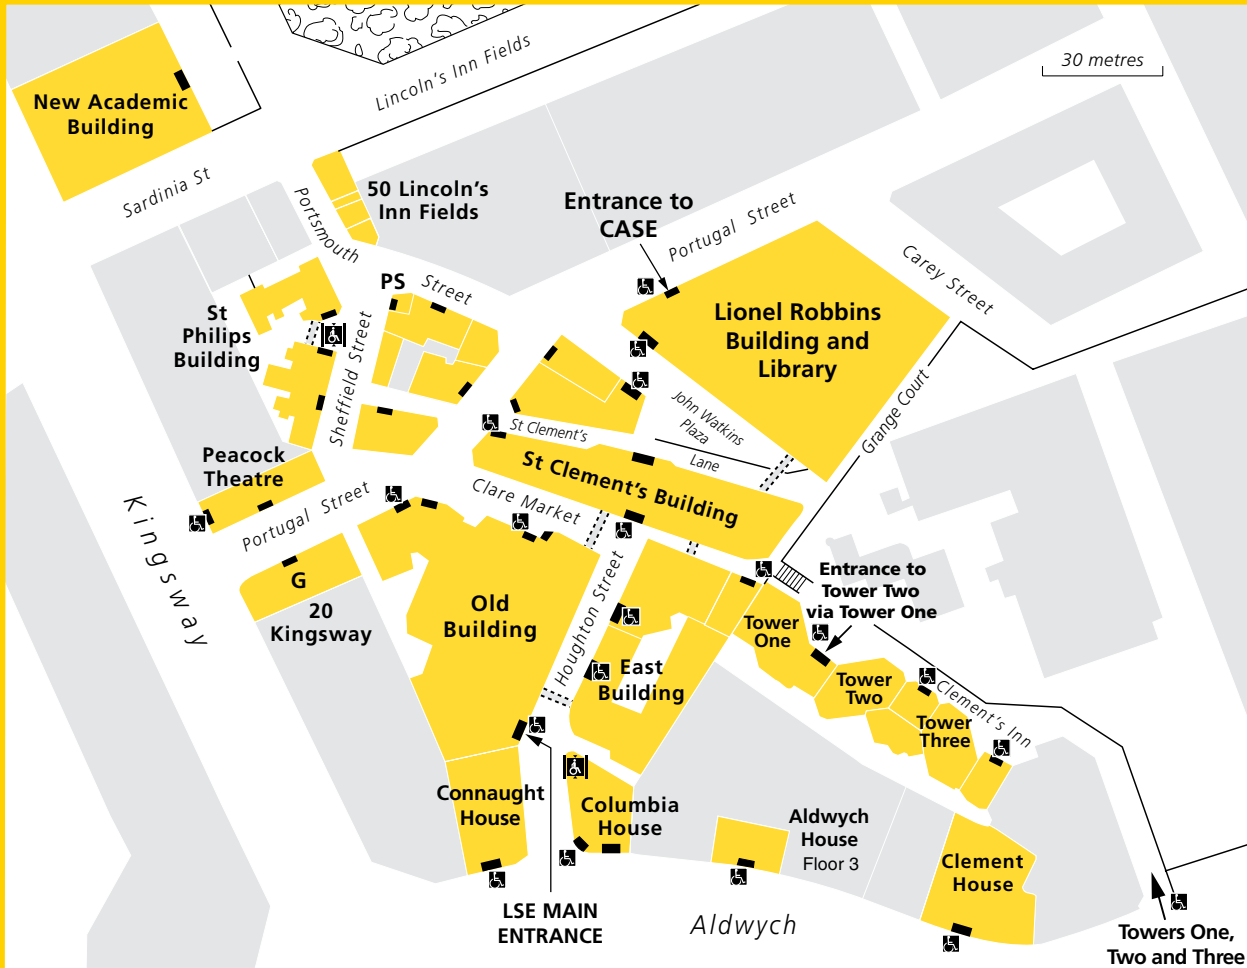 30 metres
Lincoln's Inn Fields
New Academic
Building
Sardinia St
Portsmouth
Street
50 Lincoln's
Inn Fields
Entrance to
CASE
Portugal Street
Carey Street
PS
St
Philips
Building
Sheffield Street
Lionel Robbins
Building and
Library
Grange Court
John Watkins
Plaza
St Clement's
Lane
St Clement's Building
Peacock
Theatre
Kingsway
Portugal Street
Clare Market
G
20
Kingsway
Old
Building
Houghton Street
East
Building
Entrance to
Tower Two
via Tower One
Tower
One
Tower
Two
Tower
Three
Clement's Inn
Connaught
House
Columbia
House
Aldwych
House
Floor 3
Clement
House
LSE MAIN
ENTRANCE
Aldwych
Towers One,
Two and Three